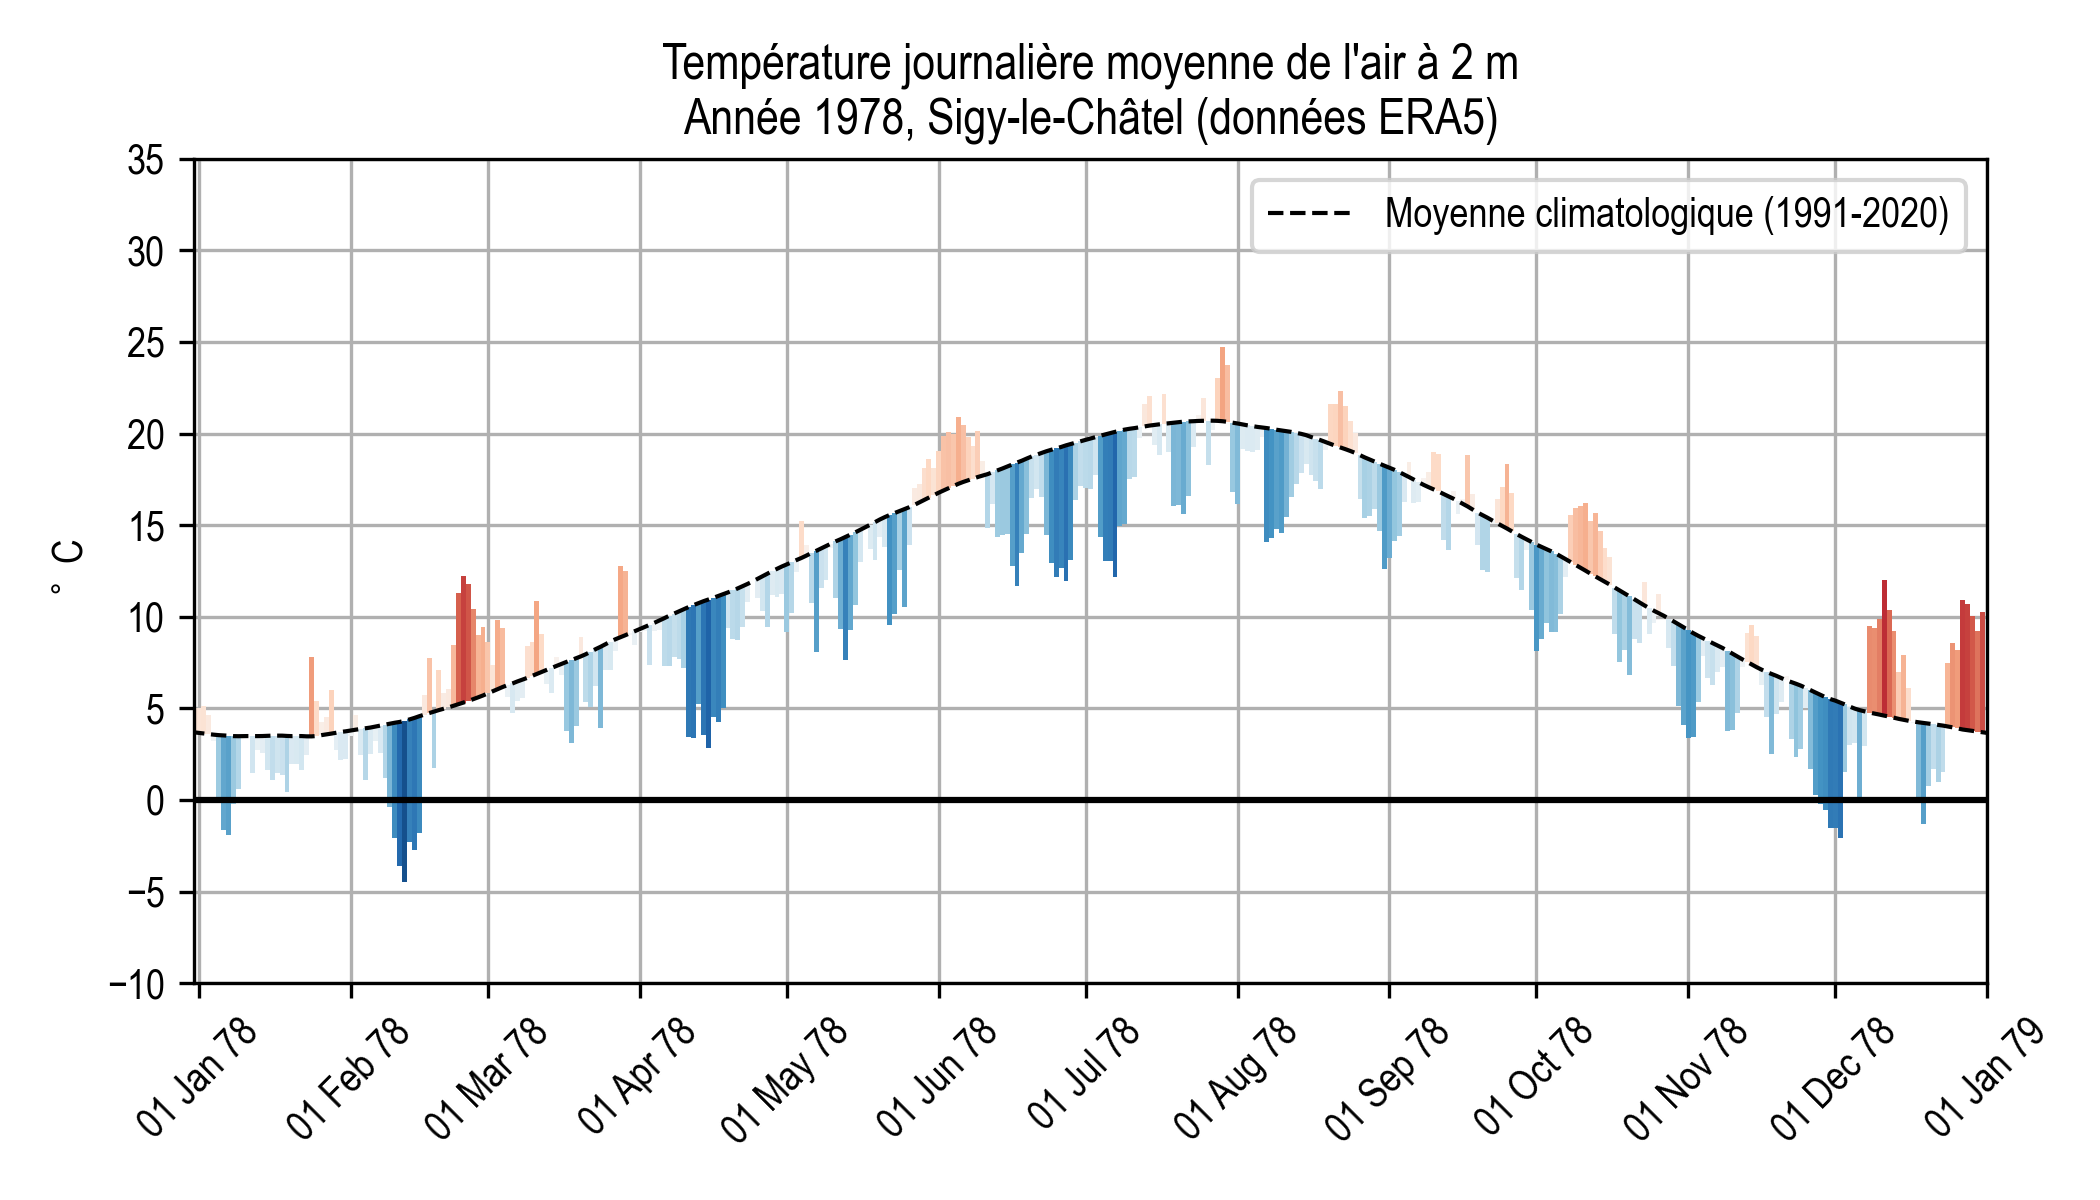 Température journalière moyenne de l'air à 2 m
Année 1978, Sigy-le-Châtel (données ERA5)
Moyenne climatologique (1991-2020)
° C
35
30
25
20
15
10
5
0
−5
−10
01 Jan 78
01 Feb 78
01 Mar 78
01 Apr 78
01 May 78
01 Jun 78
01 Jul 78
01 Aug 78
01 Sep 78
01 Oct 78
01 Nov 78
01 Dec 78
01 Jan 79